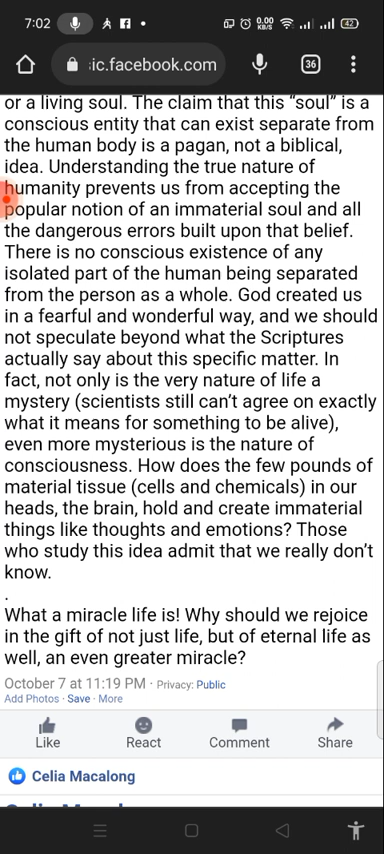 7:02
0.00
KB/S
42
sic.facebook.com
36
or a living soul. The claim that this “soul” is a
conscious entity that can exist separate from
the human body is a pagan, not a biblical,
idea. Understanding the true nature of
humanity prevents us from accepting the
popular notion of an immaterial soul and all
the dangerous errors built upon that belief.
There is no conscious existence of any
isolated part of the human being separated
from the person as a whole. God created us
in a fearful and wonderful way, and we should
not speculate beyond what the Scriptures
actually say about this specific matter. In
fact, not only is the very nature of life a
mystery (scientists still can’t agree on exactly
what it means for something to be alive),
even more mysterious is the nature of
consciousness. How does the few pounds of
material tissue (cells and chemicals) in our
heads, the brain, hold and create immaterial
things like thoughts and emotions? Those
who study this idea admit that we really don’t
know.
.
What a miracle life is! Why should we rejoice
in the gift of not just life, but of eternal life as
well, an even greater miracle?
October 7 at 11:19 PM · Privacy: Public
Add Photos · Save · More
Like React Comment Share
Celia Macalong